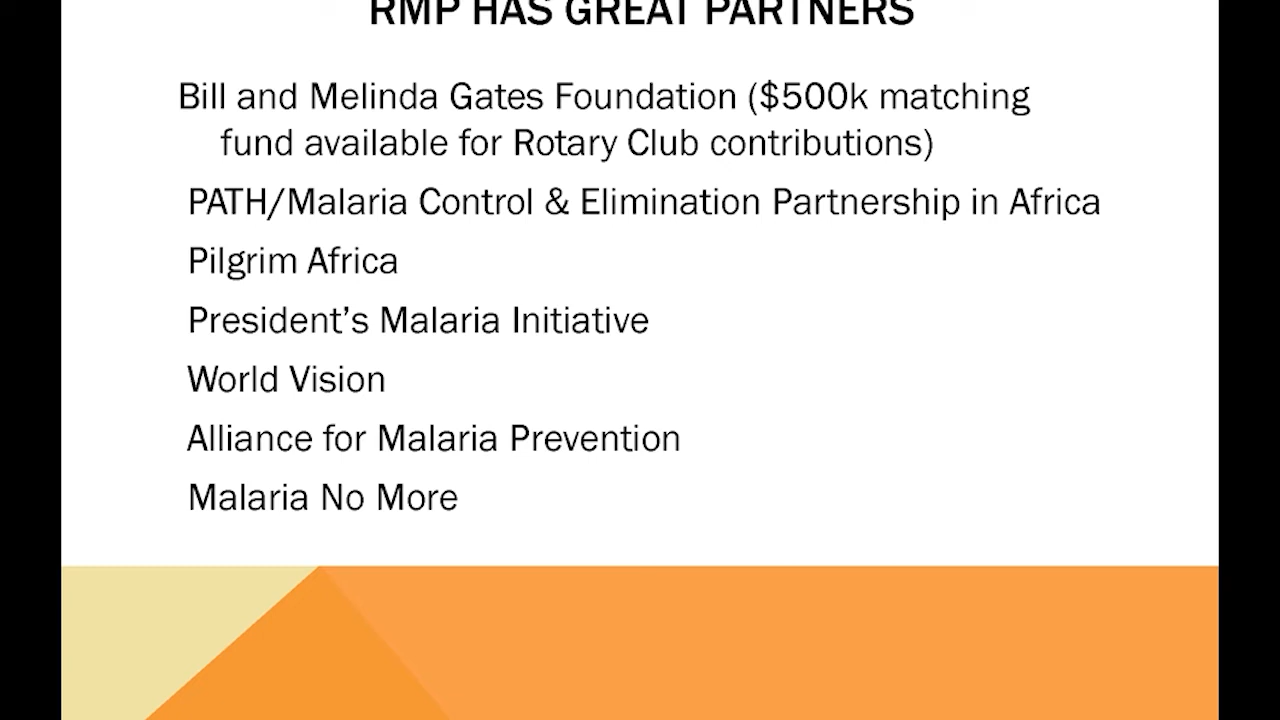 RMP HAS GREAT PARTNERS
Bill and Melinda Gates Foundation ($500k matching
fund available for Rotary Club contributions)
PATH/Malaria Control & Elimination Partnership in Africa
Pilgrim Africa
President’s Malaria Initiative
World Vision
Alliance for Malaria Prevention
Malaria No More